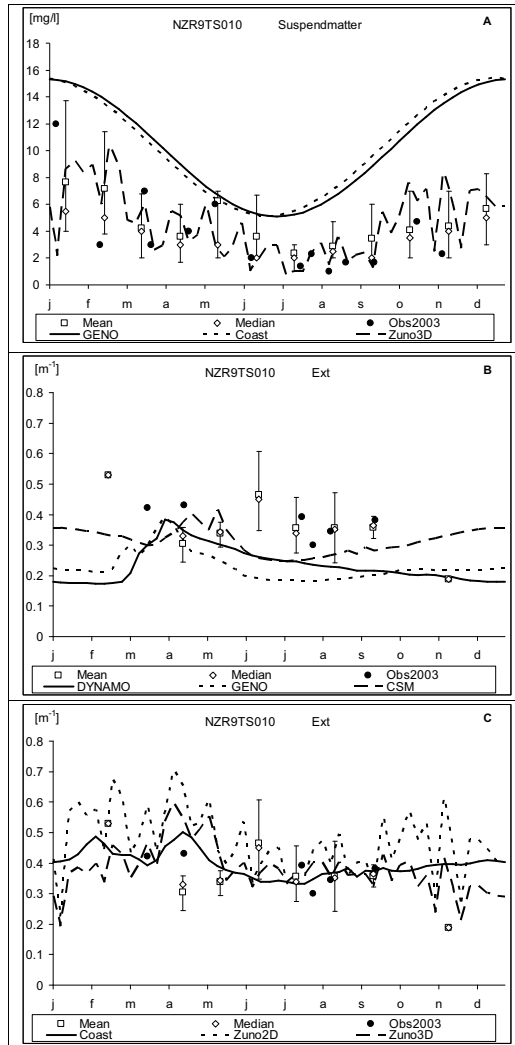 [mg/l] NZR9TS010 Suspendmatter A
18
16
14
12
10
8
6
4
2
0
j f m a m j j a s o n d
Mean Median Obs2003
GENO Coast Zuno3D
[m-1] NZR9TS010 Ext B
0.8
0.7
0.6
0.5
0.4
0.3
0.2
0.1
0
j f m a m j j a s o n d
Mean Median Obs2003
DYNAMO GENO CSM
[m-1] NZR9TS010 Ext C
0.8
0.7
0.6
0.5
0.4
0.3
0.2
0.1
0
j f m a m j j a s o n d
Mean Median Obs2003
Coast Zuno2D Zuno3D